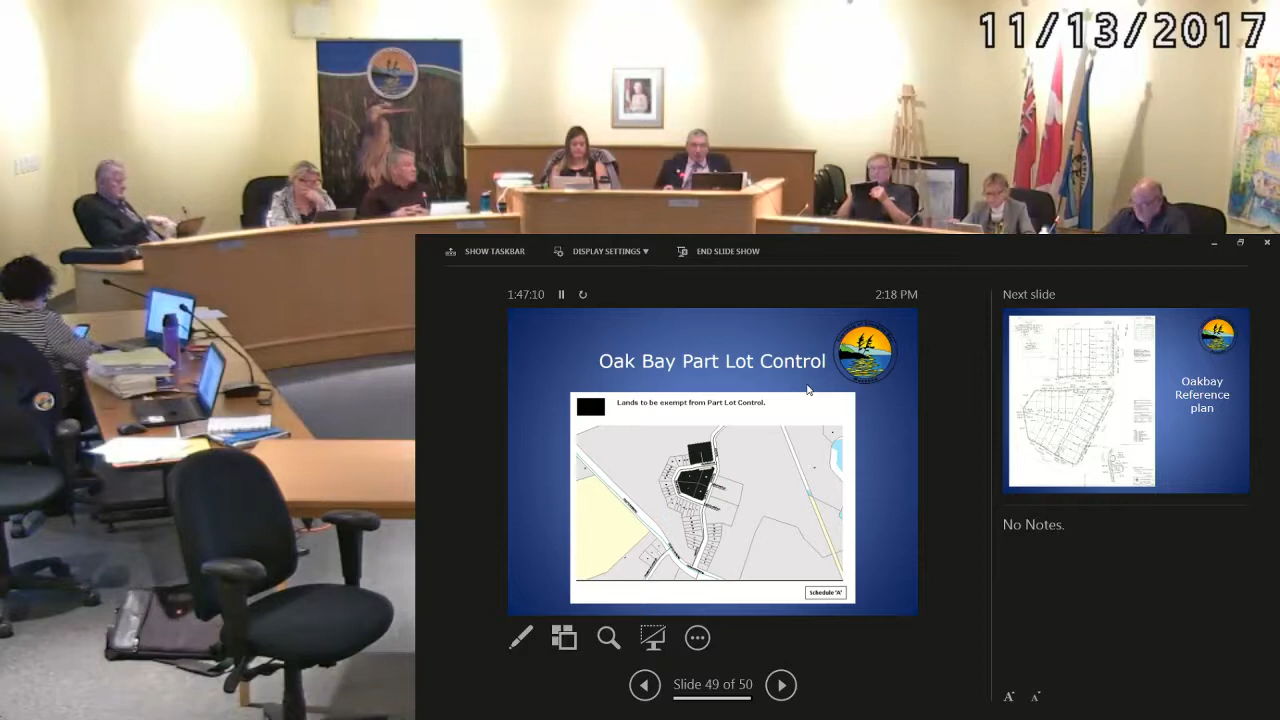 11/13/2017
SHOW TASKBAR
DISPLAY SETTINGS ▾
END SLIDE SHOW
1:47:10
2:18 PM
Next slide
Oak Bay Part Lot Control
Lands to be exempt from Part Lot Control.
Schedule 'A'
Oakbay
Reference
plan
No Notes.
Slide 49 of 50
A
A